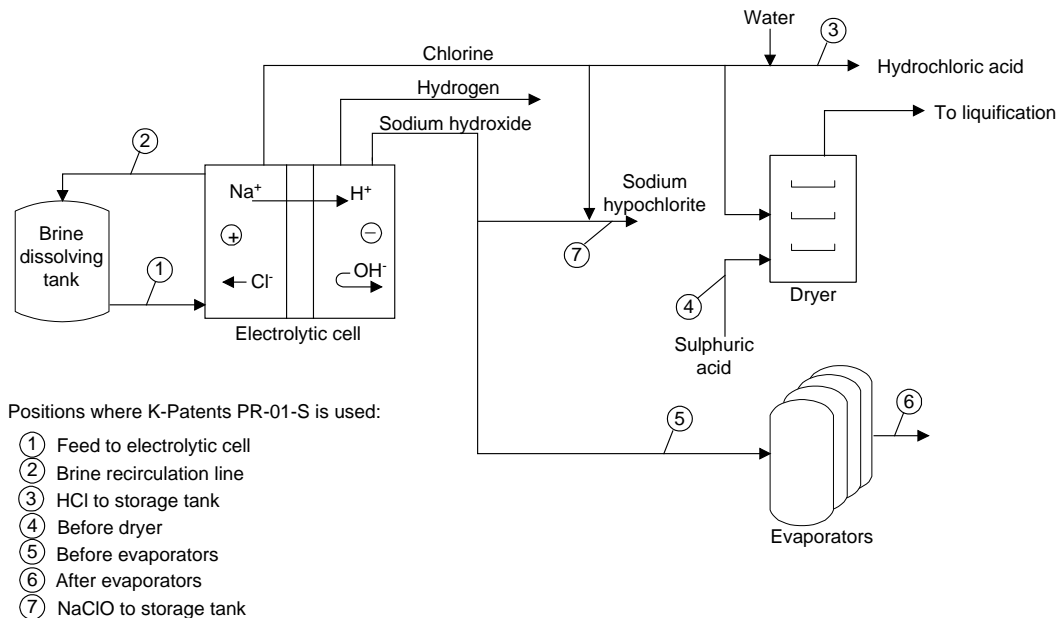 Water
③
Chlorine
Hydrochloric acid
Hydrogen
To liquification
Sodium hydroxide
②
Na⁺
H⁺
Sodium
hypochlorite
Brine
dissolving
tank
+
−
①
Cl⁻
OH⁻
⑦
④
Dryer
Electrolytic cell
Sulphuric
acid
Positions where K-Patents PR-01-S is used:
⑤
⑥
① Feed to electrolytic cell
② Brine recirculation line
③ HCl to storage tank
④ Before dryer
⑤ Before evaporators
⑥ After evaporators
⑦ NaClO to storage tank
Evaporators